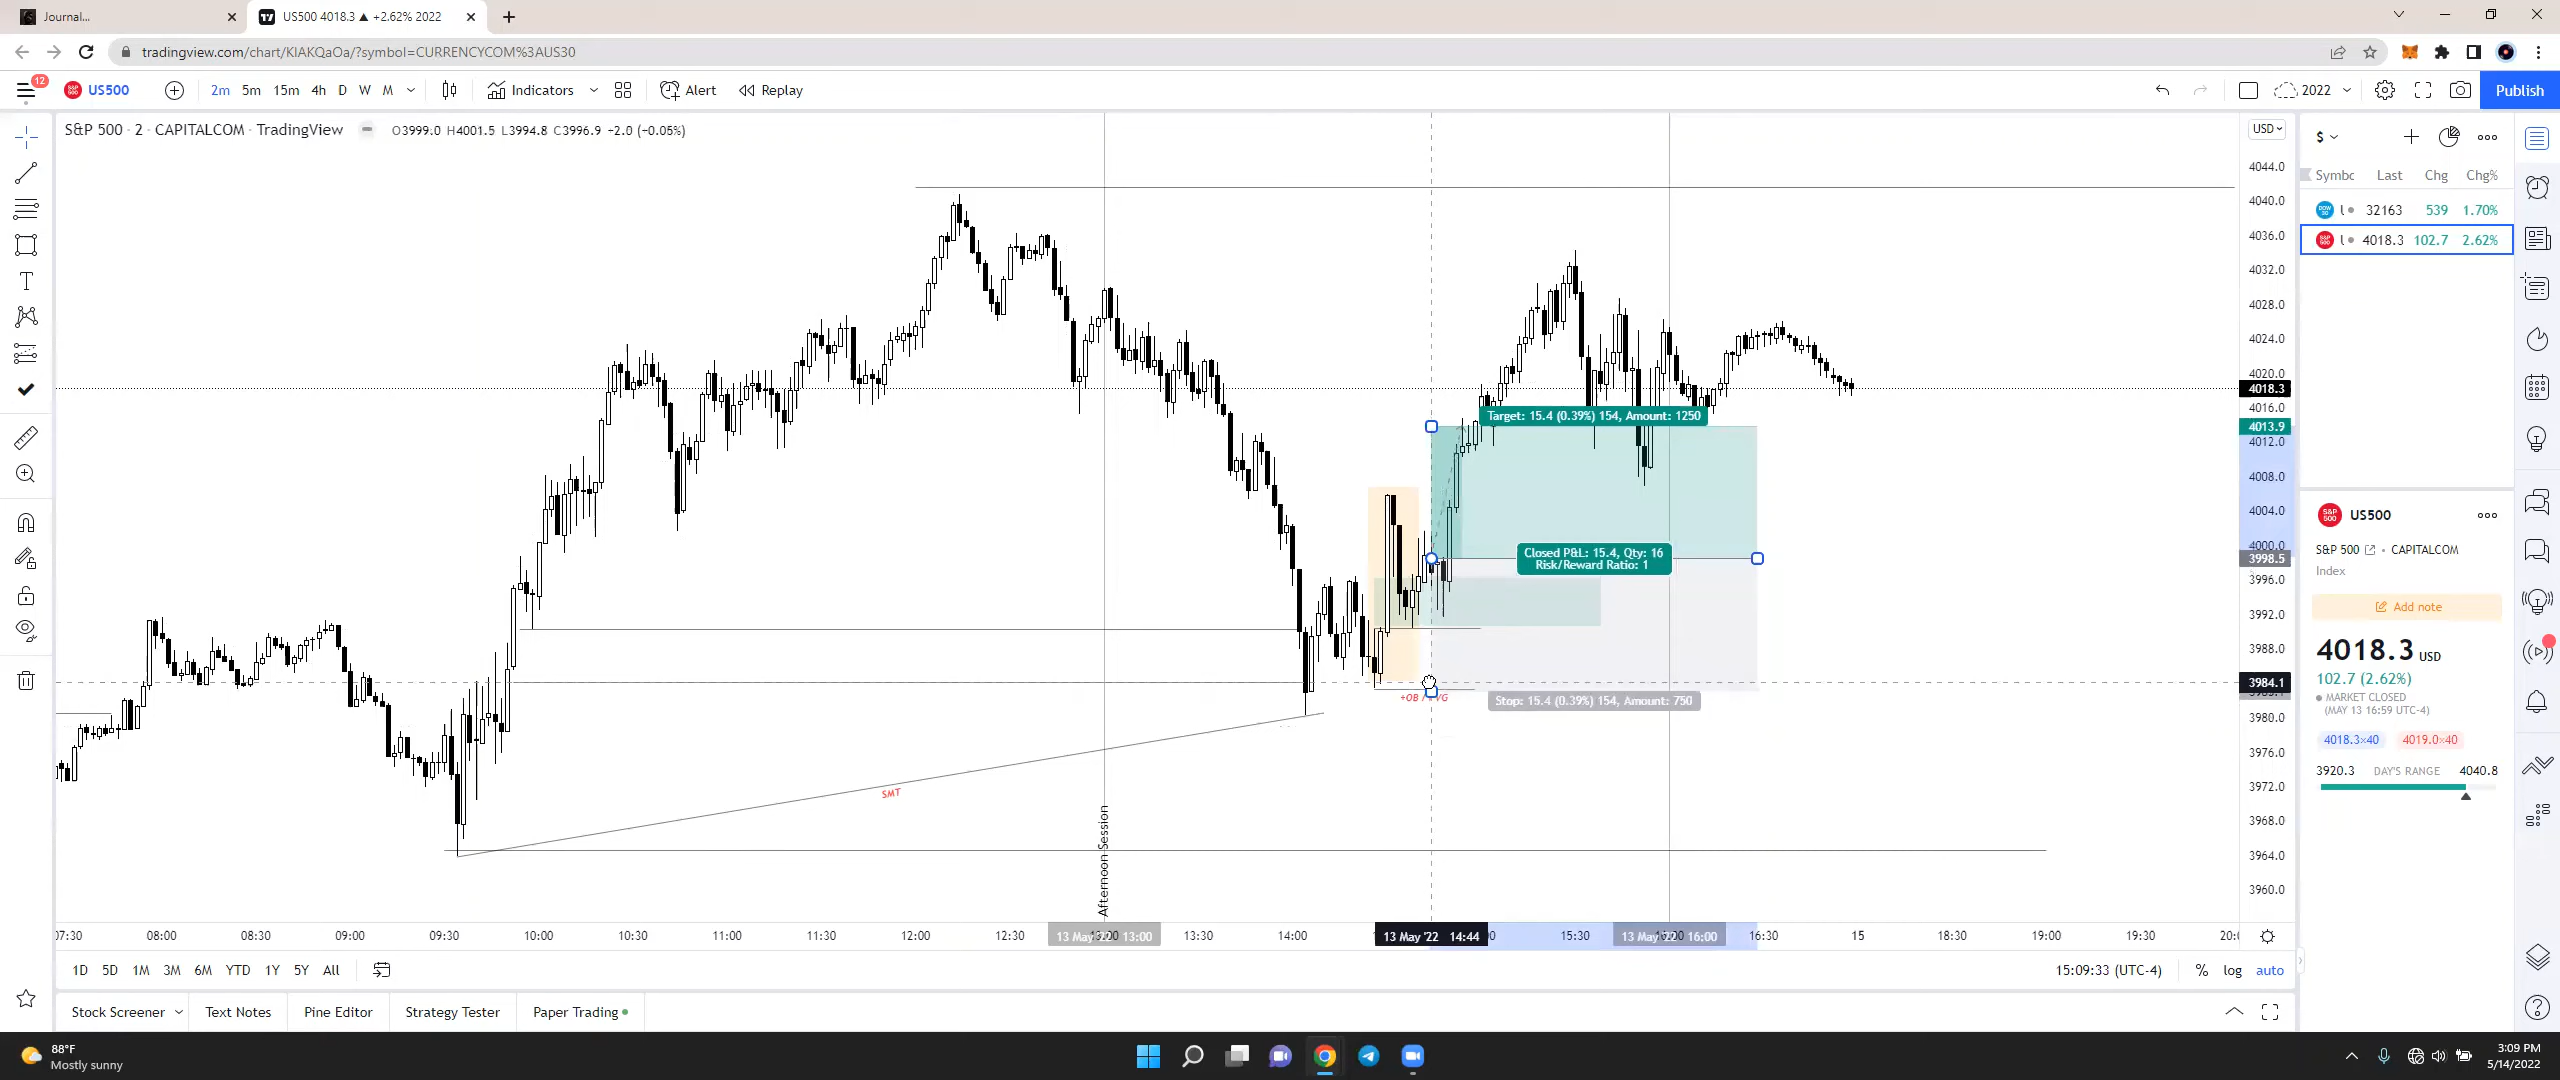 Journal...
US500 4018.3 ▲ +2.62% 2022
tradingview.com/chart/KIAKQaOa/?symbol=CURRENCYCOM%3AUS30
12
US500
2m 5m 15m 4h D W M
Indicators
Alert
Replay
2022
Publish
S&P 500 · 2 · CAPITALCOM · TradingView
O3999.0 H4001.5 L3994.8 C3996.9 +2.0 (−0.05%)
USD
$
Symbc Last Chg Chg%
32163 539 1.70%
4018.3 102.7 2.62%
4044.0
4040.0
4036.0
4032.0
4028.0
4024.0
4020.0
4018.3
4016.0
4013.9
4012.0
4008.0
4004.0
4000.0
3998.5
3996.0
3992.0
3988.0
3984.1
3980.0
3976.0
3972.0
3968.0
3964.0
3960.0
Target: 15.4 (0.39%) 154, Amount: 1250
Closed P&L: 15.4, Qty: 16
Risk/Reward Ratio: 1
Stop: 15.4 (0.39%) 154, Amount: 750
SMT
Afternoon Session
US500
S&P 500 • CAPITALCOM
Index
Add note
4018.3 USD
102.7 (2.62%)
MARKET CLOSED
(MAY 13 16:59 UTC-4)
4018.3×40 4019.0×40
3920.3 DAY'S RANGE 4040.8
07:30 08:00 08:30 09:00 09:30 10:00 10:30 11:00 11:30 12:00 12:30 13 May '22 13:00 13:30 14:00 13 May '22 14:44 15:30 13 May '22 16:00 16:30 15 18:30 19:00 19:30
1D 5D 1M 3M 6M YTD 1Y 5Y All
15:09:33 (UTC-4) % log auto
Stock Screener Text Notes Pine Editor Strategy Tester Paper Trading
88°F
Mostly sunny
3:09 PM
5/14/2022